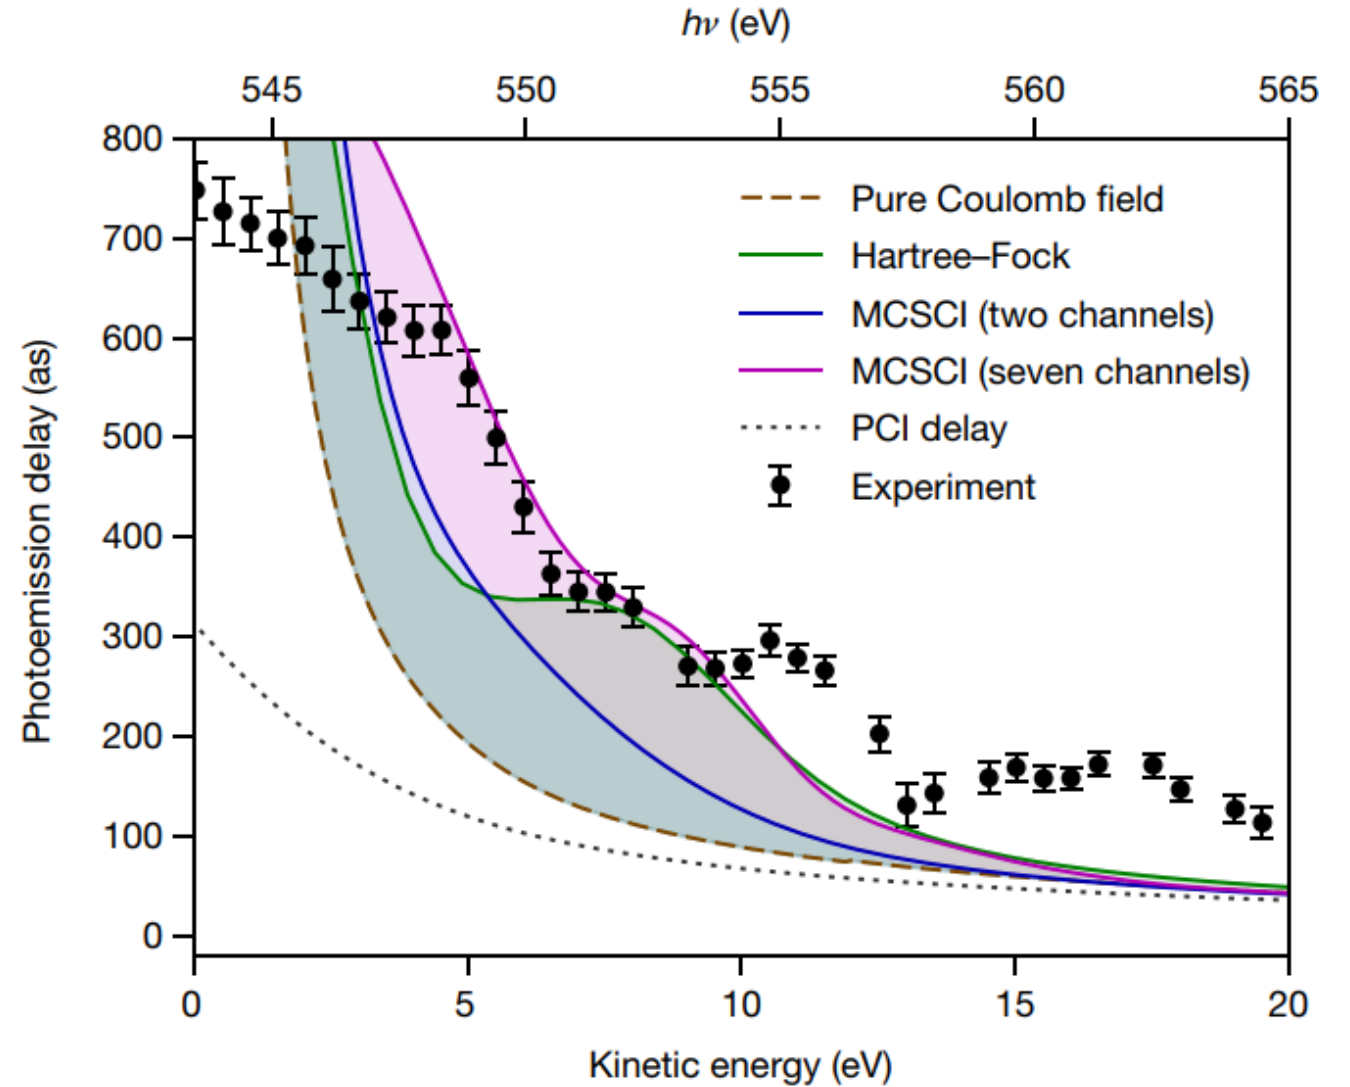 hν (eV)
545 550 555 560 565
800
700
600
500
400
300
200
100
0
Photoemission delay (as)
Pure Coulomb field
Hartree–Fock
MCSCI (two channels)
MCSCI (seven channels)
PCI delay
Experiment
0 5 10 15 20
Kinetic energy (eV)